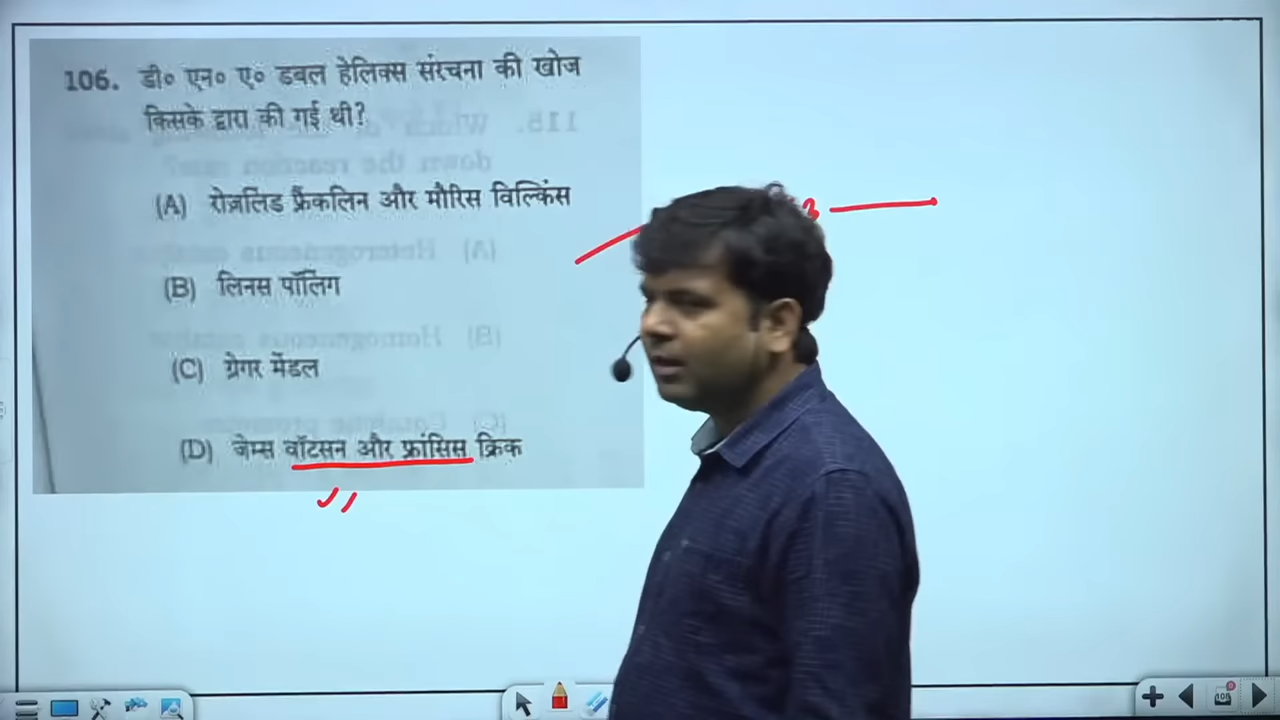 106. डी० एन० ए० डबल हेलिक्स संरचना की खोज
किसके द्वारा की गई थी?
(A) रोज़लिंड फ्रैंकलिन और मौरिस विल्किंस
(B) लिनस पॉलिंग
(C) ग्रेगर मेंडल
(D) जेम्स वॉटसन और फ्रांसिस क्रिक